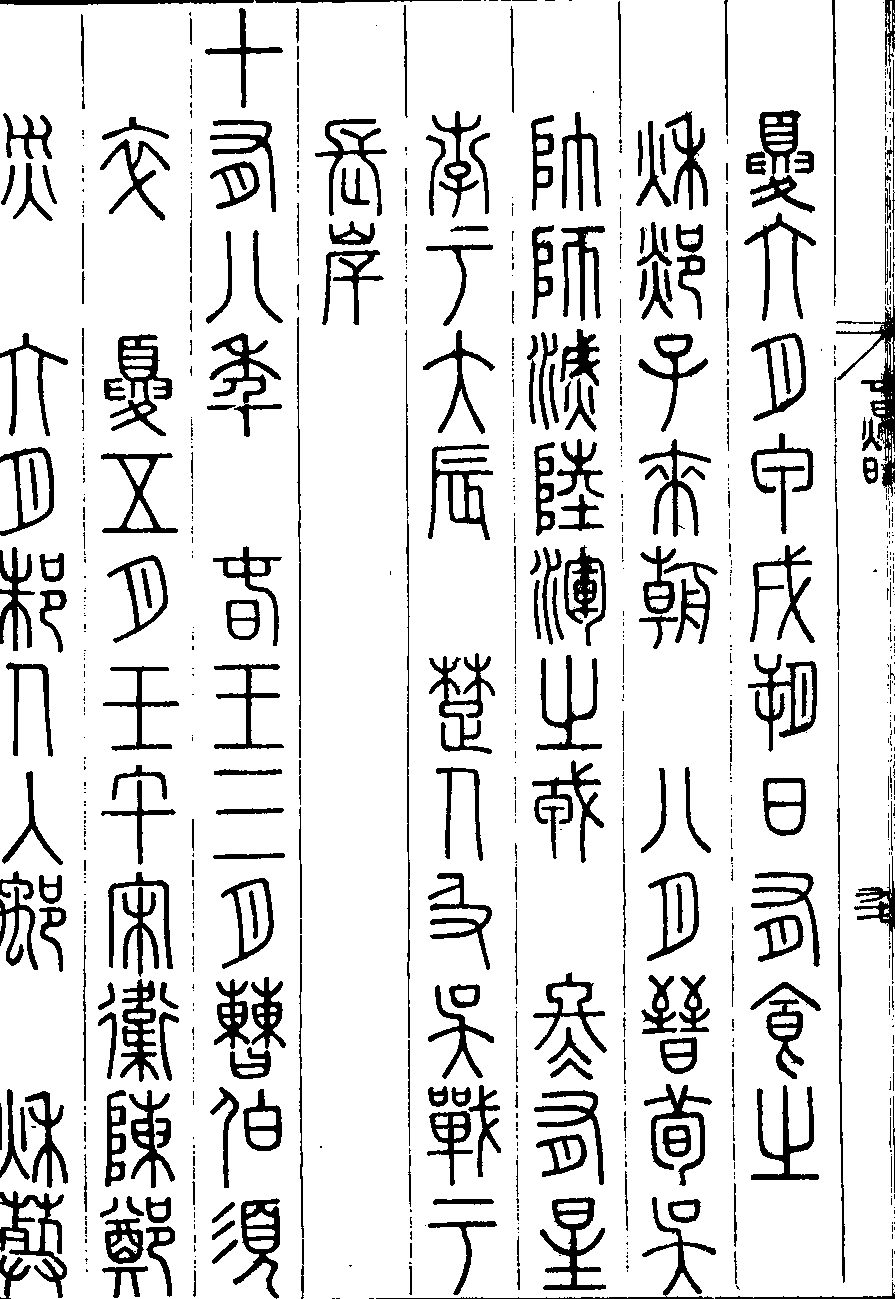 夏六月甲戌朔日有食之
秋郯子來朝 八月晉荀吳
帥師滅陸渾之戎 冬有星
孛于大辰 楚人及吳戰于
長岸
十有八年 春王三月曹伯須
卒 夏五月壬午宋衛陳鄭
災 六月邾人入鄅 秋葬